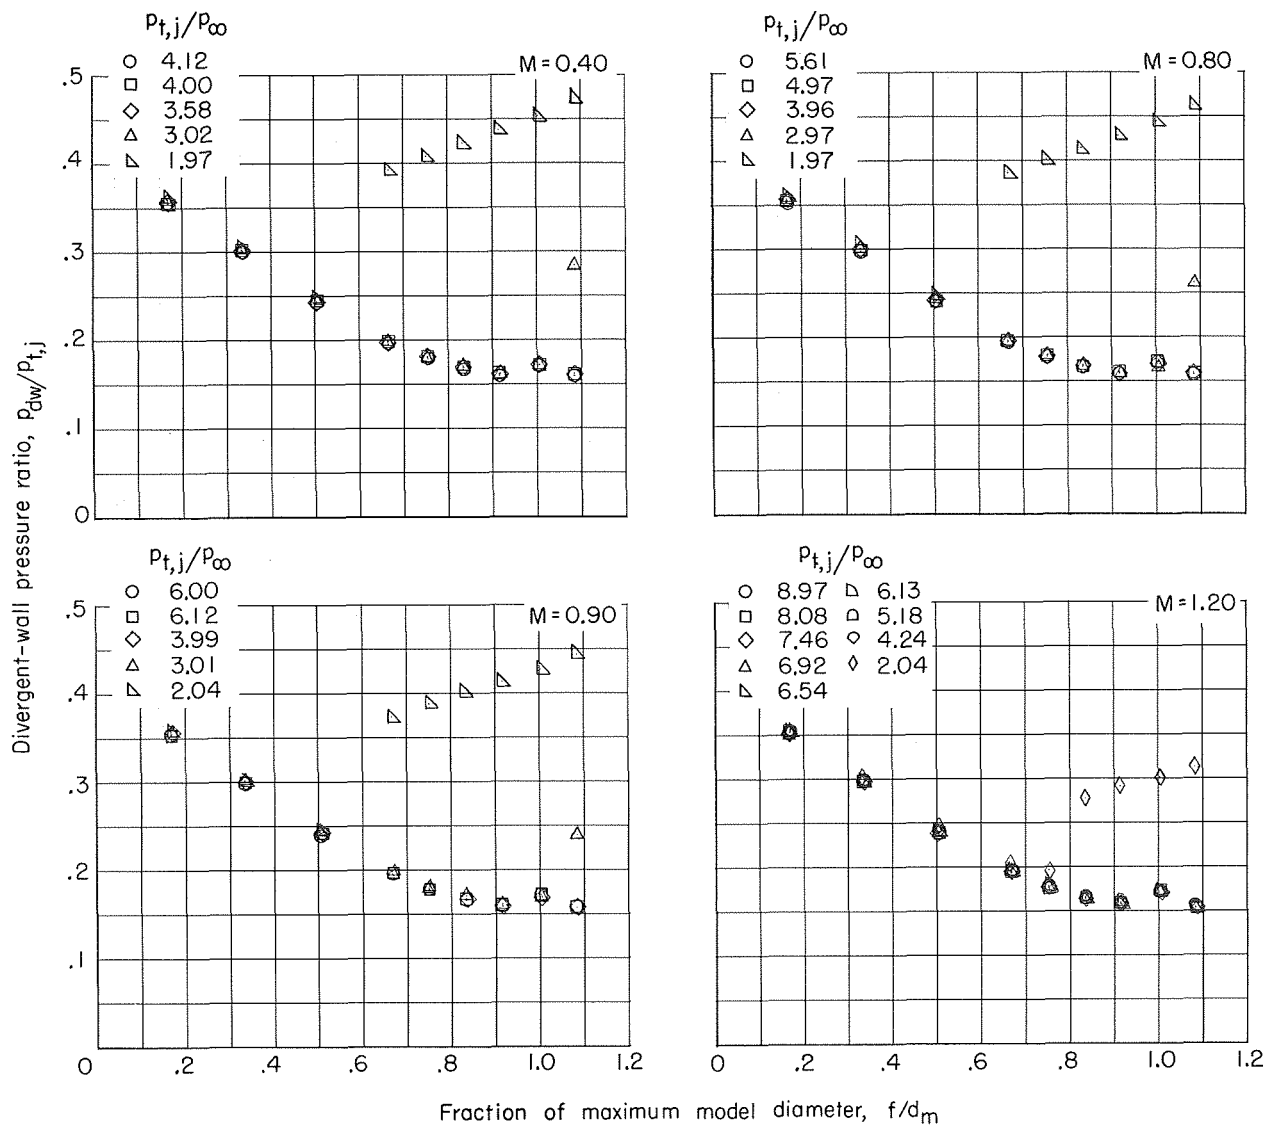 p_t,j/p_∞
4.12
4.00
3.58
3.02
1.97
M = 0.40
.5
.4
.3
.2
.1
0
p_t,j/p_∞
5.61
4.97
3.96
2.97
1.97
M = 0.80
Divergent-wall pressure ratio, p_dw/p_t,j
p_t,j/p_∞
6.00
6.12
3.99
3.01
2.04
M = 0.90
.5
.4
.3
.2
.1
0 .2 .4 .6 .8 1.0 1.2
p_t,j/p_∞
8.97 6.13
8.08 5.18
7.46 4.24
6.92 2.04
6.54
M = 1.20
0 .2 .4 .6 .8 1.0 1.2
Fraction of maximum model diameter, f/d_m